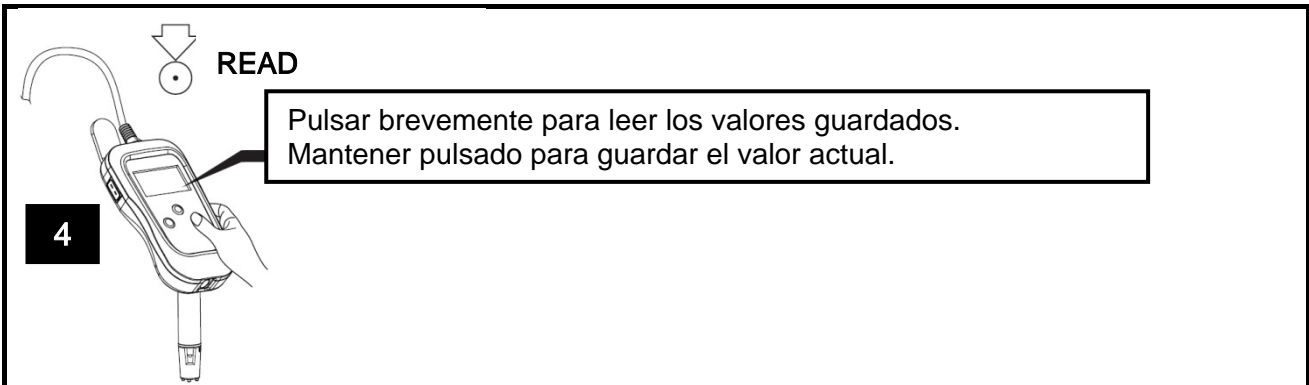 READ
Pulsar brevemente para leer los valores guardados.
Mantener pulsado para guardar el valor actual.
4